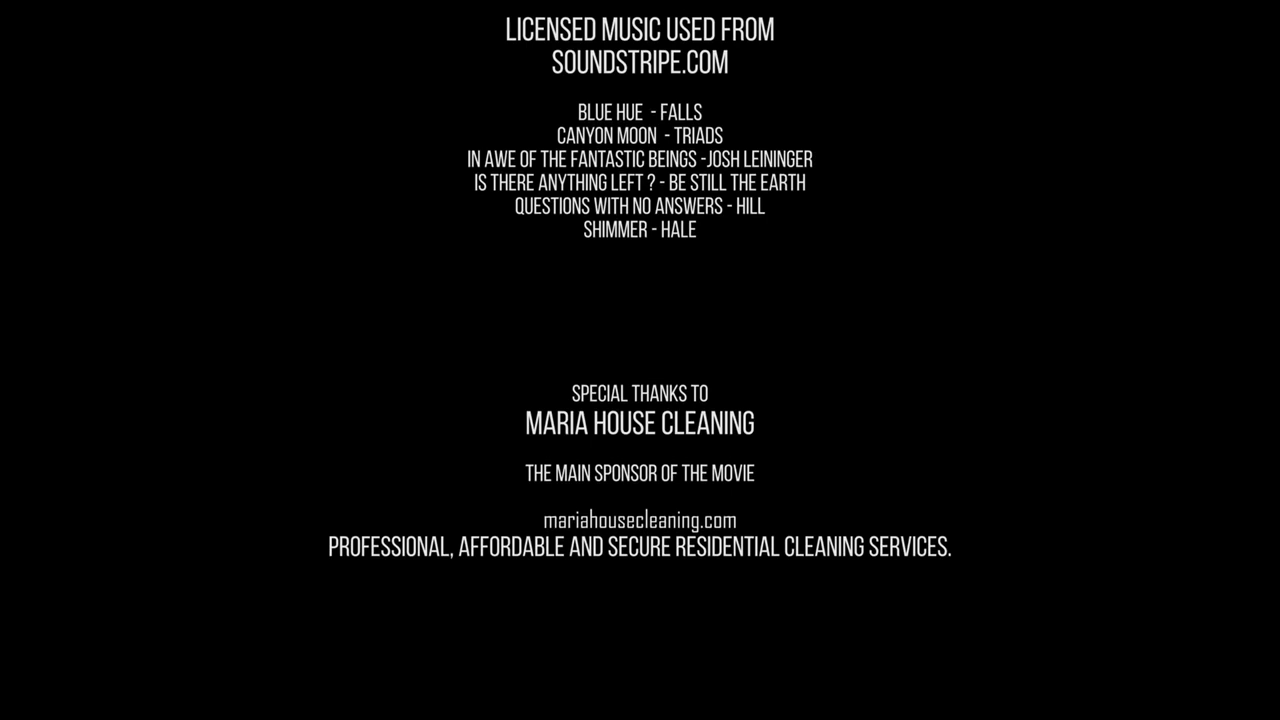 LICENSED MUSIC USED FROM
SOUNDSTRIPE.COM
BLUE HUE - FALLS
CANYON MOON - TRIADS
IN AWE OF THE FANTASTIC BEINGS -JOSH LEININGER
IS THERE ANYTHING LEFT ? - BE STILL THE EARTH
QUESTIONS WITH NO ANSWERS - HILL
SHIMMER - HALE
SPECIAL THANKS TO
MARIA HOUSE CLEANING
THE MAIN SPONSOR OF THE MOVIE
mariahousecleaning.com
PROFESSIONAL, AFFORDABLE AND SECURE RESIDENTIAL CLEANING SERVICES.